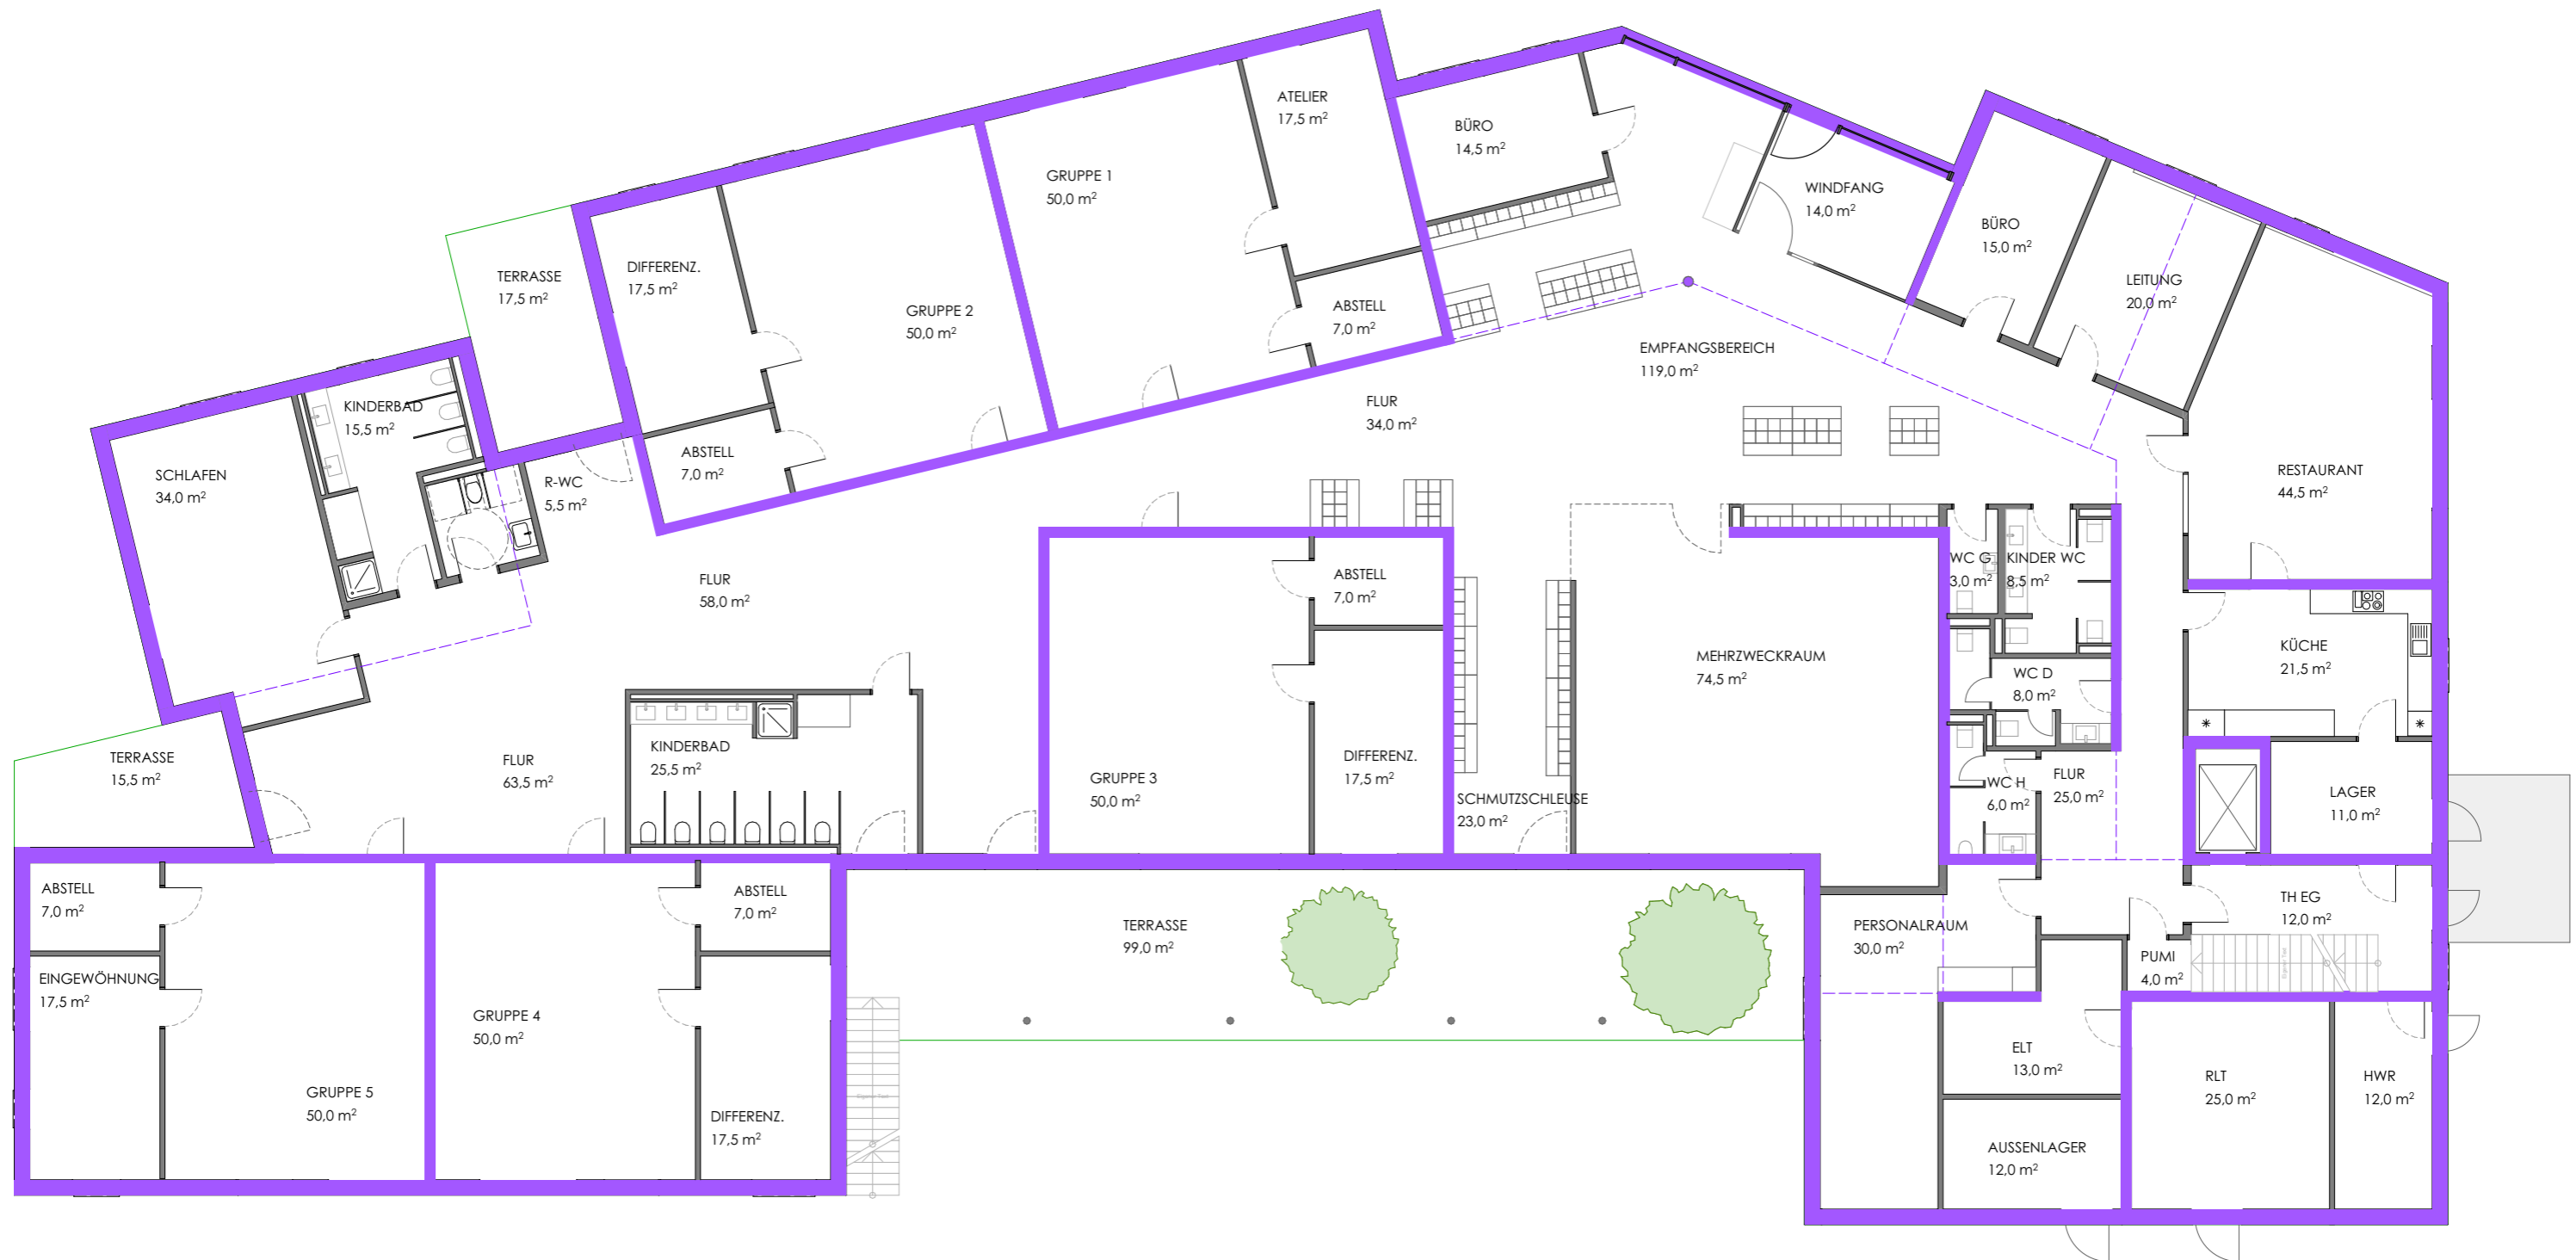 ATELIER
17,5 m²
BÜRO
14,5 m²
GRUPPE 1
50,0 m²
WINDFANG
14,0 m²
BÜRO
15,0 m²
TERRASSE
17,5 m²
DIFFERENZ.
17,5 m²
LEITUNG
20,0 m²
GRUPPE 2
50,0 m²
ABSTELL
7,0 m²
EMPFANGSBEREICH
119,0 m²
KINDERBAD
15,5 m²
FLUR
34,0 m²
SCHLAFEN
34,0 m²
ABSTELL
7,0 m²
R-WC
5,5 m²
RESTAURANT
44,5 m²
FLUR
58,0 m²
ABSTELL
7,0 m²
WC G
3,0 m²
KINDER WC
8,5 m²
MEHRZWECKRAUM
74,5 m²
WC D
8,0 m²
KÜCHE
21,5 m²
TERRASSE
15,5 m²
FLUR
63,5 m²
KINDERBAD
25,5 m²
GRUPPE 3
50,0 m²
DIFFERENZ.
17,5 m²
SCHMUTZSCHLEUSE
23,0 m²
WC H
6,0 m²
FLUR
25,0 m²
LAGER
11,0 m²
ABSTELL
7,0 m²
ABSTELL
7,0 m²
TERRASSE
99,0 m²
PERSONALRAUM
30,0 m²
TH EG
12,0 m²
PUMI
4,0 m²
EINGEWÖHNUNG
17,5 m²
GRUPPE 4
50,0 m²
GRUPPE 5
50,0 m²
DIFFERENZ.
17,5 m²
Eigener Text
Eigener Text
ELT
13,0 m²
RLT
25,0 m²
HWR
12,0 m²
AUSSENLAGER
12,0 m²